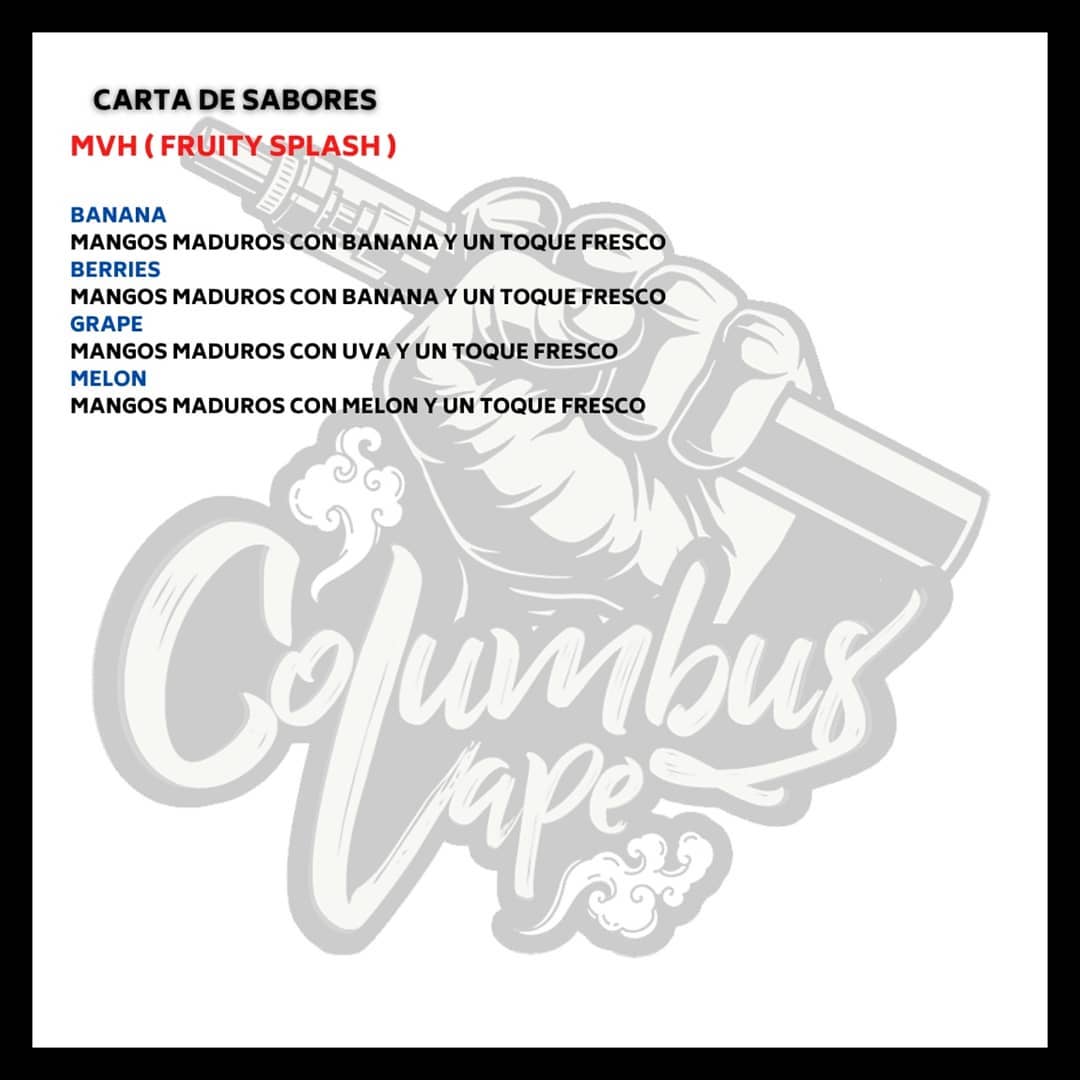 CARTA DE SABORES
MVH ( FRUITY SPLASH )
BANANA
MANGOS MADUROS CON BANANA Y UN TOQUE FRESCO
BERRIES
MANGOS MADUROS CON BANANA Y UN TOQUE FRESCO
GRAPE
MANGOS MADUROS CON UVA Y UN TOQUE FRESCO
MELON
MANGOS MADUROS CON MELON Y UN TOQUE FRESCO
Columbus
Vape